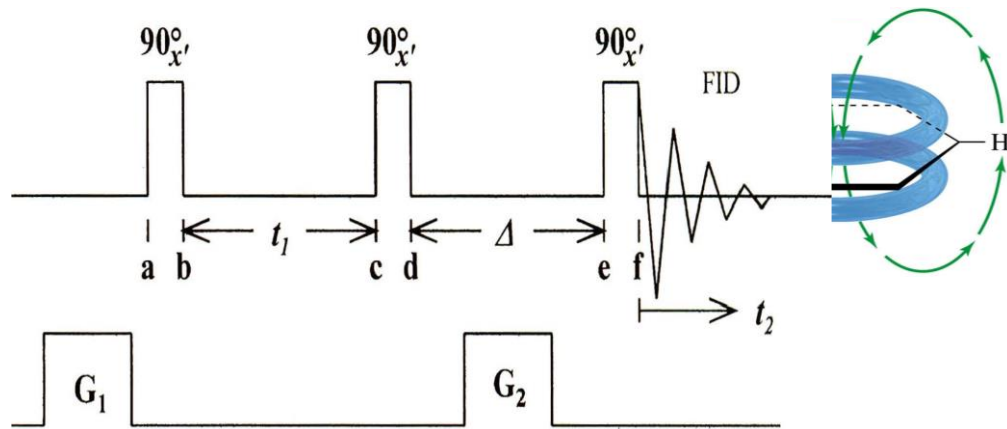 90°x' 90°x' 90°x'
FID
H
a b t1 c d Δ e f
t2
G1 G2